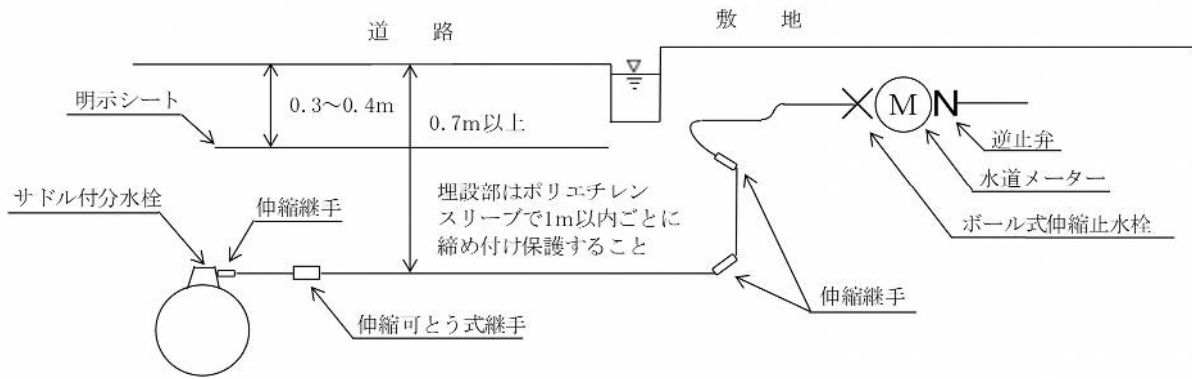 敷　地
道　路
明示シート
0.3～0.4m
0.7m以上
M
N
逆止弁
水道メーター
ボール式伸縮止水栓
サドル付分水栓
伸縮継手
埋設部はポリエチレン
スリーブで1m以内ごとに
締め付け保護すること
伸縮可とう式継手
伸縮継手